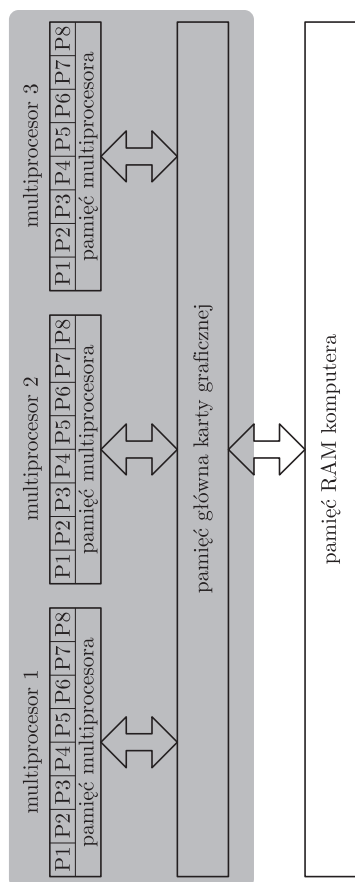 multiprocesor 1
P1 P2 P3 P4 P5 P6 P7 P8
pamięć multiprocesora
multiprocesor 2
P1 P2 P3 P4 P5 P6 P7 P8
pamięć multiprocesora
multiprocesor 3
P1 P2 P3 P4 P5 P6 P7 P8
pamięć multiprocesora
pamięć główna karty graficznej
pamięć RAM komputera